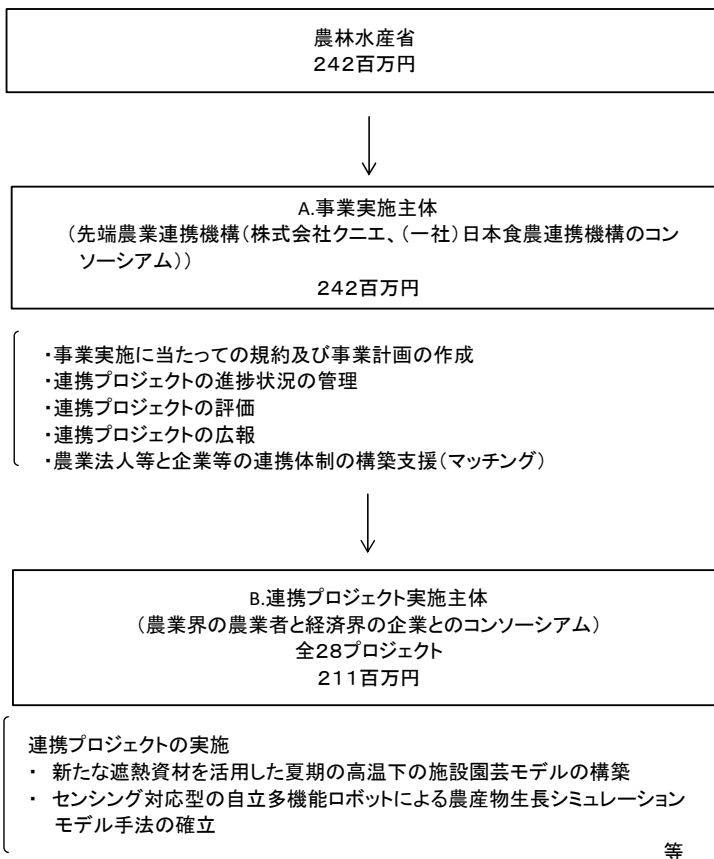 農林水産省
２４２百万円
A.事業実施主体
（先端農業連携機構（株式会社クニエ、（一社）日本食農連携機構のコン
ソーシアム））
２４２百万円
・事業実施に当たっての規約及び事業計画の作成
・連携プロジェクトの進捗状況の管理
・連携プロジェクトの評価
・連携プロジェクトの広報
・農業法人等と企業等の連携体制の構築支援（マッチング）
B.連携プロジェクト実施主体
（農業界の農業者と経済界の企業とのコンソーシアム）
全２８プロジェクト
２１１百万円
連携プロジェクトの実施
・ 新たな遮熱資材を活用した夏期の高温下の施設園芸モデルの構築
・ センシング対応型の自立多機能ロボットによる農産物生長シミュレーション
モデル手法の確立
等